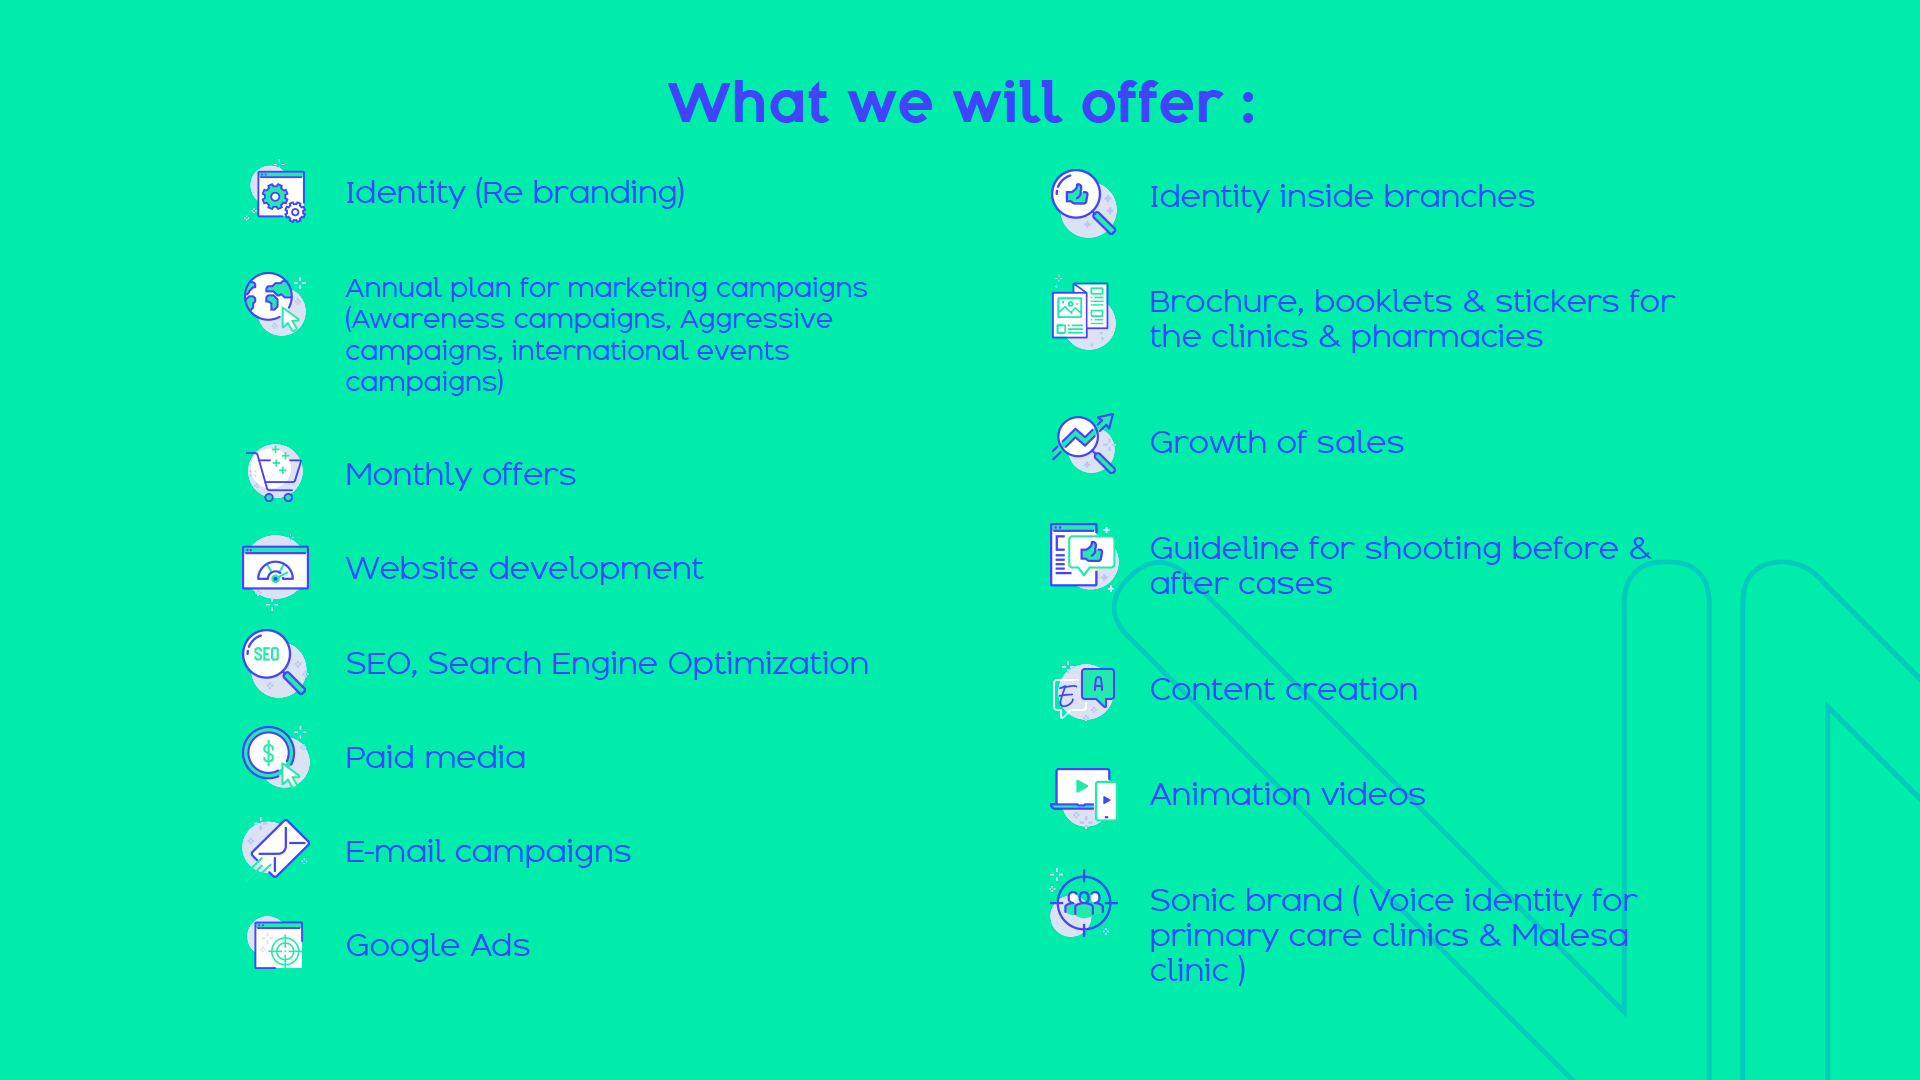 What we will offer :
Identity (Re branding)
Annual plan for marketing campaigns
(Awareness campaigns, Aggressive
campaigns, international events
campaigns)
Monthly offers
Website development
SEO
SEO, Search Engine Optimization
$
Paid media
E-mail campaigns
Google Ads
Identity inside branches
Brochure, booklets & stickers for
the clinics & pharmacies
Growth of sales
Guideline for shooting before &
after cases
E A
Content creation
Animation videos
Sonic brand ( Voice identity for
primary care clinics & Malesa
clinic )